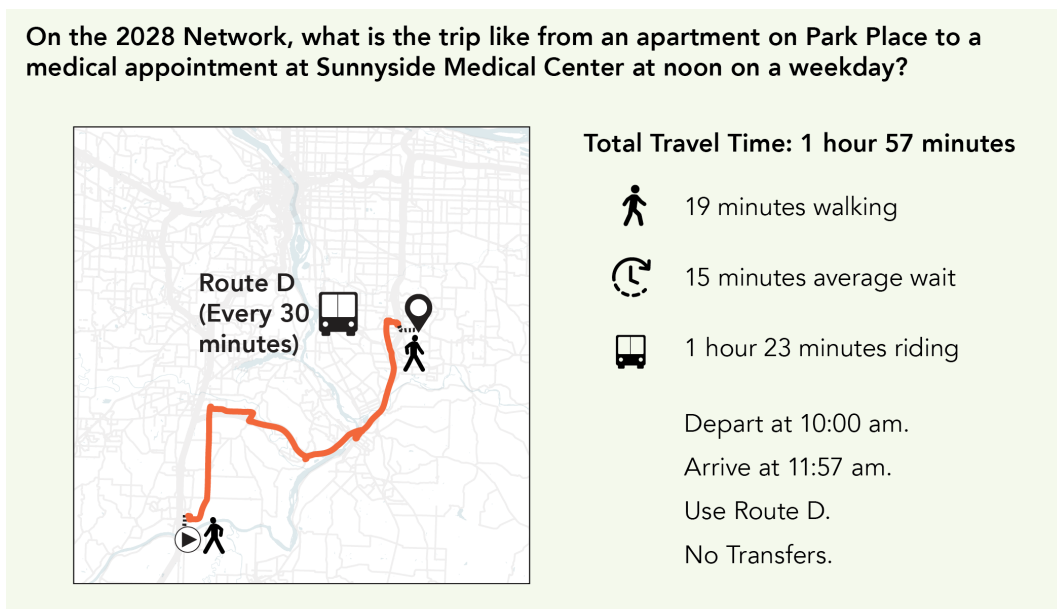 On the 2028 Network, what is the trip like from an apartment on Park Place to a
medical appointment at Sunnyside Medical Center at noon on a weekday?
Total Travel Time: 1 hour 57 minutes
19 minutes walking
15 minutes average wait
1 hour 23 minutes riding
Depart at 10:00 am.
Arrive at 11:57 am.
Use Route D.
No Transfers.
Route D
(Every 30
minutes)